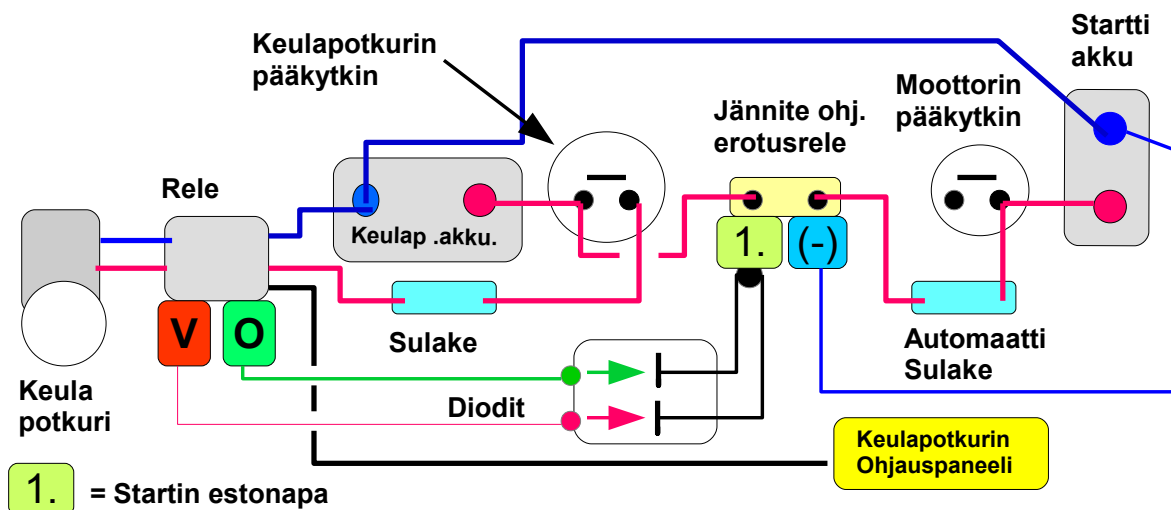 Keulapotkurin
pääkytkin
Startti
akku
Moottorin
pääkytkin
Jännite ohj.
erotusrele
Rele
Keulap .akku.
1.
(-)
V
O
Sulake
Automaatti
Sulake
Keula
potkuri
Diodit
Keulapotkurin
Ohjauspaneeli
1.
= Startin estonapa